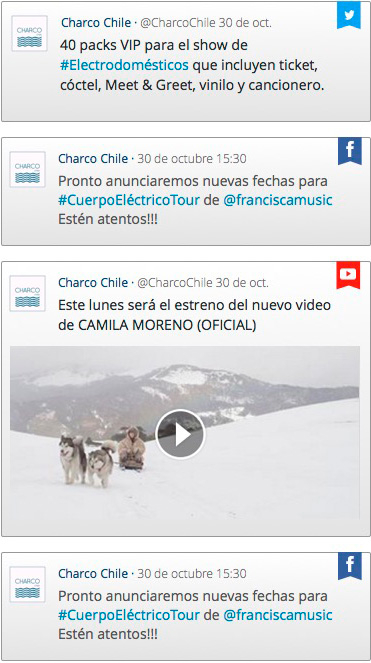 CHARCO
Charco Chile · @CharcoChile 30 de oct.
40 packs VIP para el show de
#Electrodomésticos que incluyen ticket,
cóctel, Meet & Greet, vinilo y cancionero.
CHARCO
Charco Chile · 30 de octubre 15:30
Pronto anunciaremos nuevas fechas para
#CuerpoEléctricoTour de @franciscamusic
Estén atentos!!!
CHARCO
Charco Chile · @CharcoChile 30 de oct.
Este lunes será el estreno del nuevo video
de CAMILA MORENO (OFICIAL)
CHARCO
Charco Chile · 30 de octubre 15:30
Pronto anunciaremos nuevas fechas para
#CuerpoEléctricoTour de @franciscamusic
Estén atentos!!!